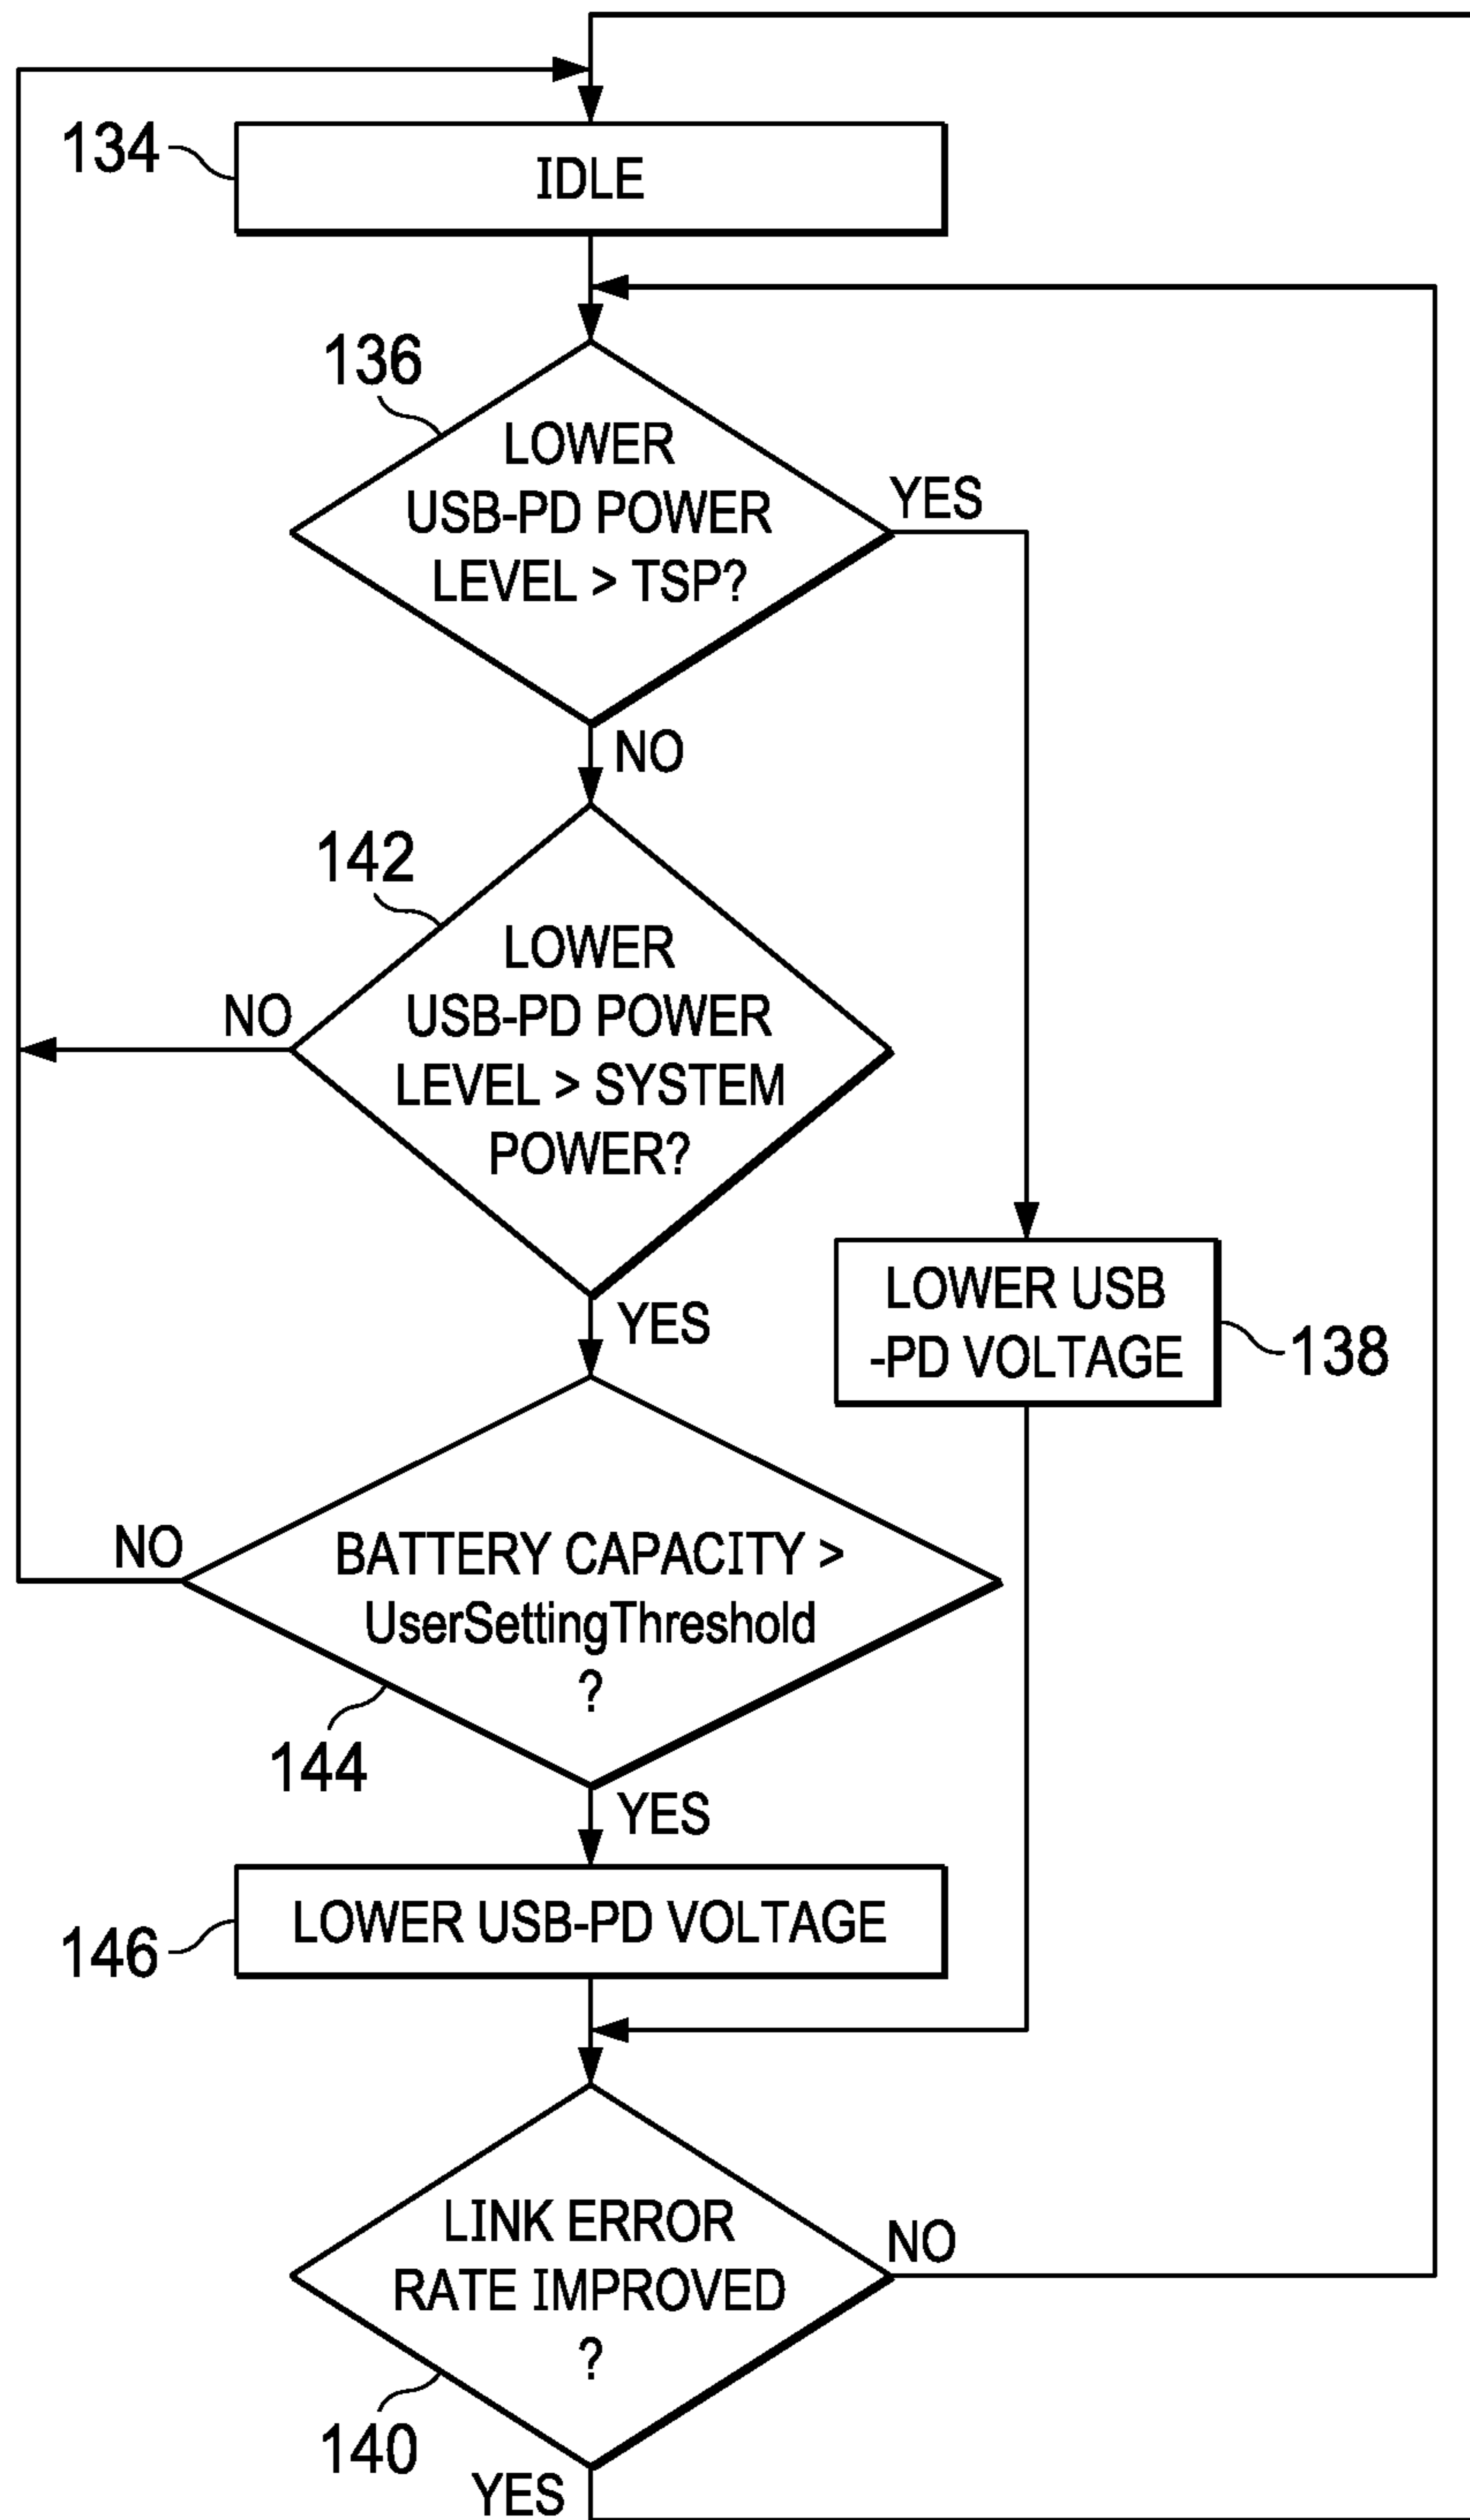 134
IDLE
136
LOWER
USB-PD POWER
LEVEL > TSP?
YES
NO
142
LOWER
USB-PD POWER
LEVEL > SYSTEM
POWER?
NO
YES
LOWER USB
-PD VOLTAGE
138
BATTERY CAPACITY >
UserSettingThreshold
?
NO
144
YES
LOWER USB-PD VOLTAGE
146
LINK ERROR
RATE IMPROVED
?
NO
140
YES